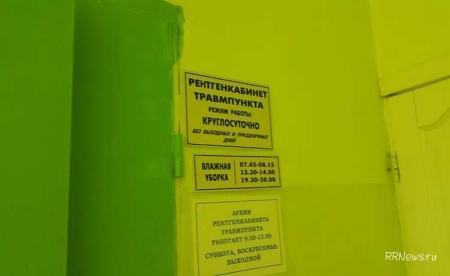 РЕНТГЕНКАБИНЕТ
ТРАВМПУНКТА
РЕЖИМ РАБОТЫ:
КРУГЛОСУТОЧНО
БЕЗ ВЫХОДНЫХ И ПРАЗДНИЧНЫХ
ДНЕЙ
ВЛАЖНАЯ
УБОРКА
07.45-08.15
13.30-14.00
19.30-20.00
АРХИВ
РЕНТГЕНКАБИНЕТА
ТРАВМПУНКТА
РАБОТАЕТ 9.00-13.00
СУББОТА, ВОСКРЕСЕНЬЕ-
ВЫХОДНОЙ
RRNews.ru